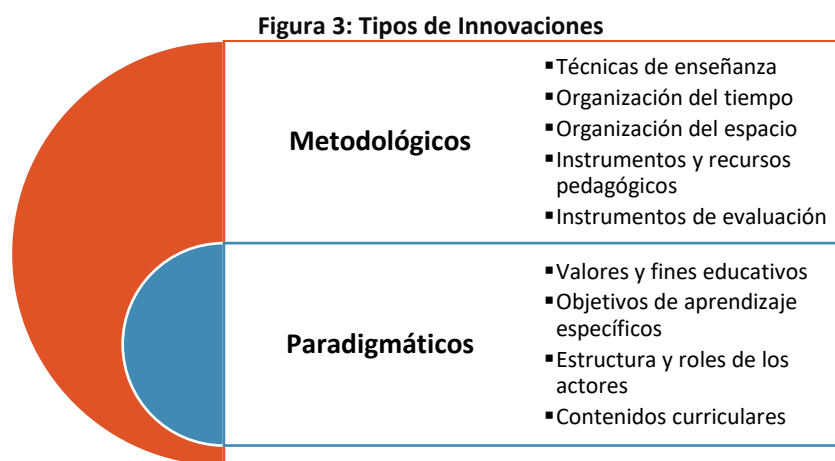 Figura 3: Tipos de Innovaciones
Metodológicos
▪Técnicas de enseñanza
▪Organización del tiempo
▪Organización del espacio
▪Instrumentos y recursos
pedagógicos
▪Instrumentos de evaluación
Paradigmáticos
▪Valores y fines educativos
▪Objetivos de aprendizaje
específicos
▪Estructura y roles de los
actores
▪Contenidos curriculares